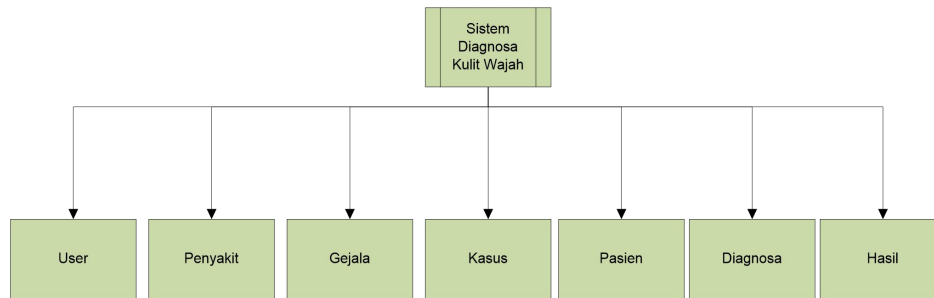 Sistem
Diagnosa
Kulit Wajah
User
Penyakit
Gejala
Kasus
Pasien
Diagnosa
Hasil